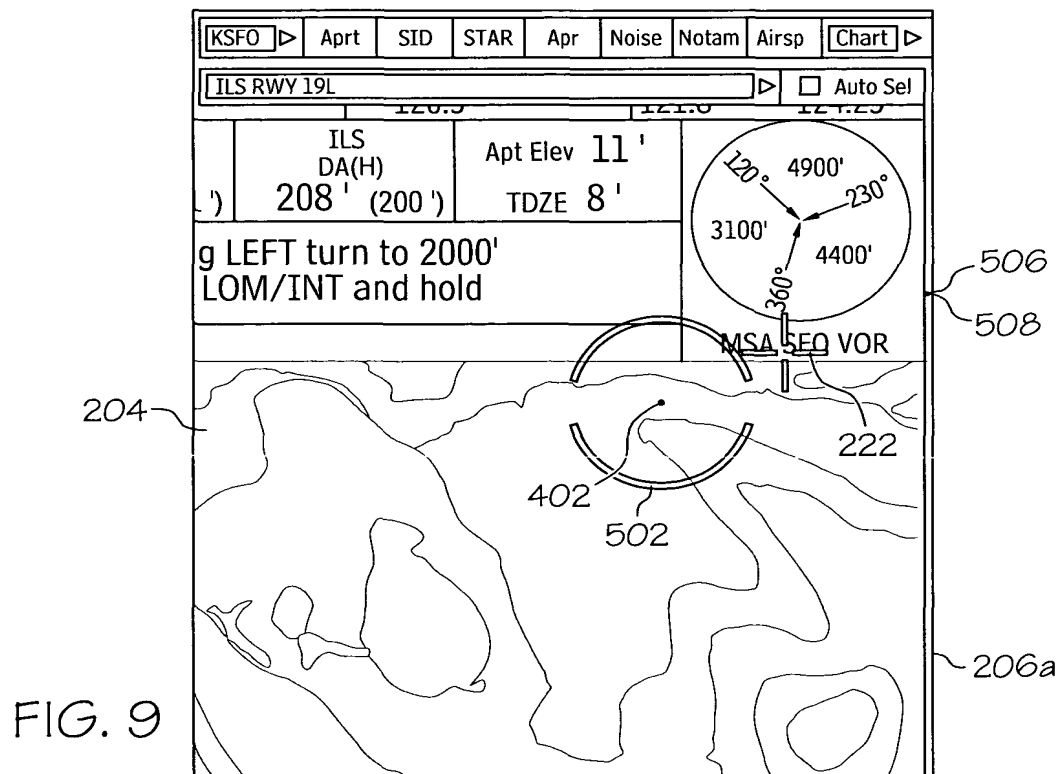 KSFO Aprt SID STAR Apr Noise Notam Airsp Chart
ILS RWY 19L Auto Sel
ILS
DA(H)
') 208' (200')
Apt Elev 11'
TDZE 8'
120° 4900' 230°
3100' 4400'
360°
g LEFT turn to 2000'
LOM/INT and hold
MSA SFO VOR
506
508
204
222
402
502
206a
FIG. 9